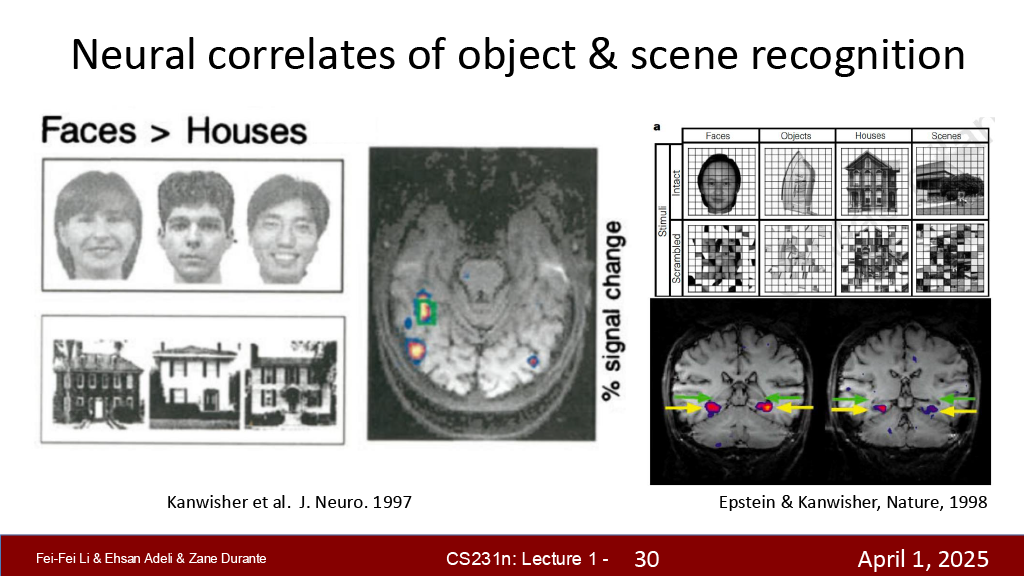 Neural correlates of object & scene recognition
Faces > Houses
% signal change
a
Faces Objects Houses Scenes
Stimuli
Intact
Scrambled
Kanwisher et al. J. Neuro. 1997
Epstein & Kanwisher, Nature, 1998
Fei-Fei Li & Ehsan Adeli & Zane Durante
CS231n: Lecture 1 - 30
April 1, 2025